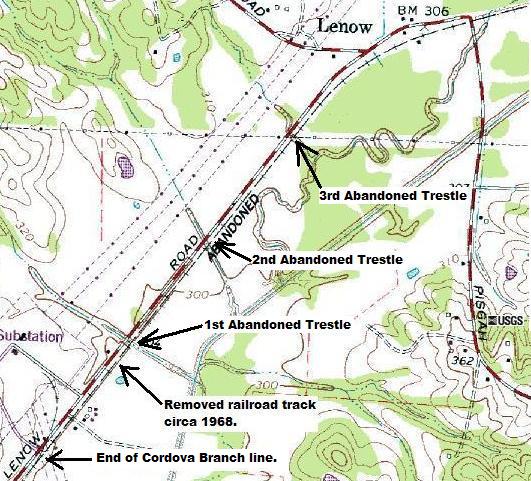 ROAD
Lenow
BM 306
3rd Abandoned Trestle
320
ROAD
ABANDONED
2nd Abandoned Trestle
310
300
PISGAH
USGS
1st Abandoned Trestle
Substation
362
300
Removed railroad track
circa 1968.
LENOW
End of Cordova Branch line.